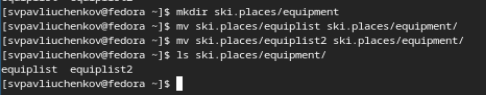 [svpavliuchenkov@fedora ~]$ mkdir ski.places/equipment
[svpavliuchenkov@fedora ~]$ mv ski.places/equiplist ski.places/equipment/
[svpavliuchenkov@fedora ~]$ mv ski.places/equiplist2 ski.places/equipment/
[svpavliuchenkov@fedora ~]$ ls ski.places/equipment/
equiplist  equiplist2
[svpavliuchenkov@fedora ~]$